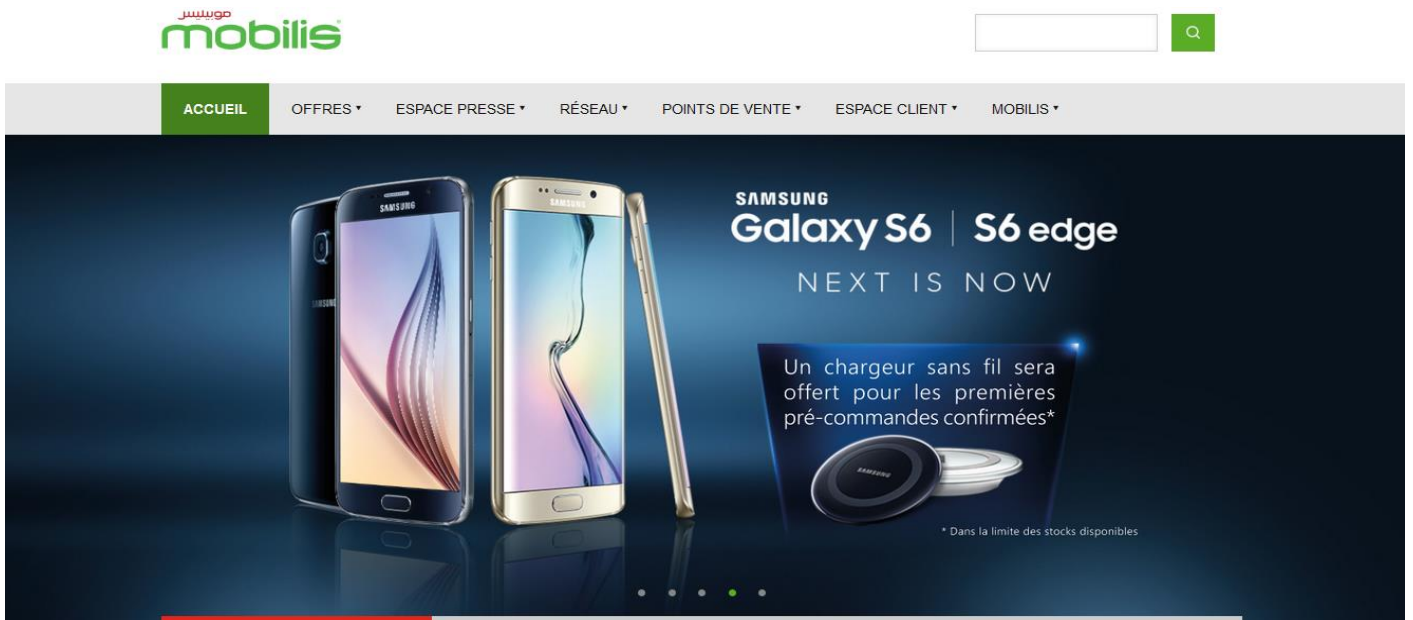 موبيليس
mobilis
ACCUEIL OFFRES ESPACE PRESSE RÉSEAU POINTS DE VENTE ESPACE CLIENT MOBILIS
SAMSUNG
SAMSUNG
SAMSUNG
SAMSUNG
Galaxy S6 | S6 edge
NEXT IS NOW
Un chargeur sans fil sera
offert pour les premières
pré-commandes confirmées*
SAMSUNG
* Dans la limite des stocks disponibles